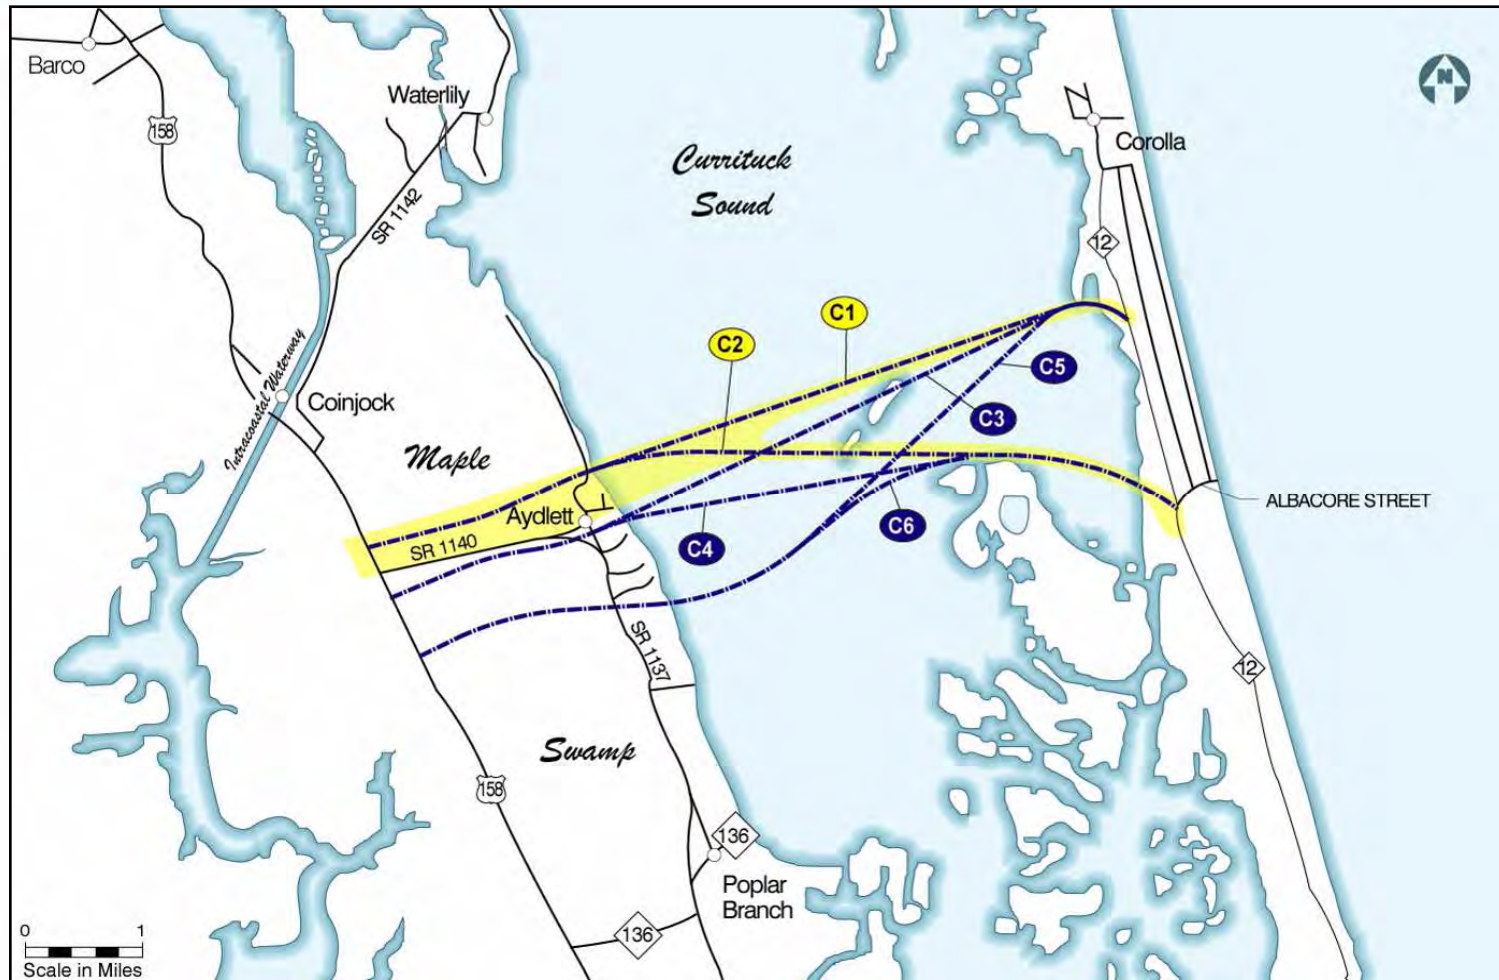 Barco
158
Waterlily
N
Currituck
Sound
Corolla
SR 1142
12
C1
C2
C5
C3
Intracoastal Waterway
Coinjock
Maple
Aydlett
ALBACORE STREET
SR 1140
C4
C6
SR 1137
12
Swamp
158
136
Poplar
Branch
136
0 1
Scale in Miles